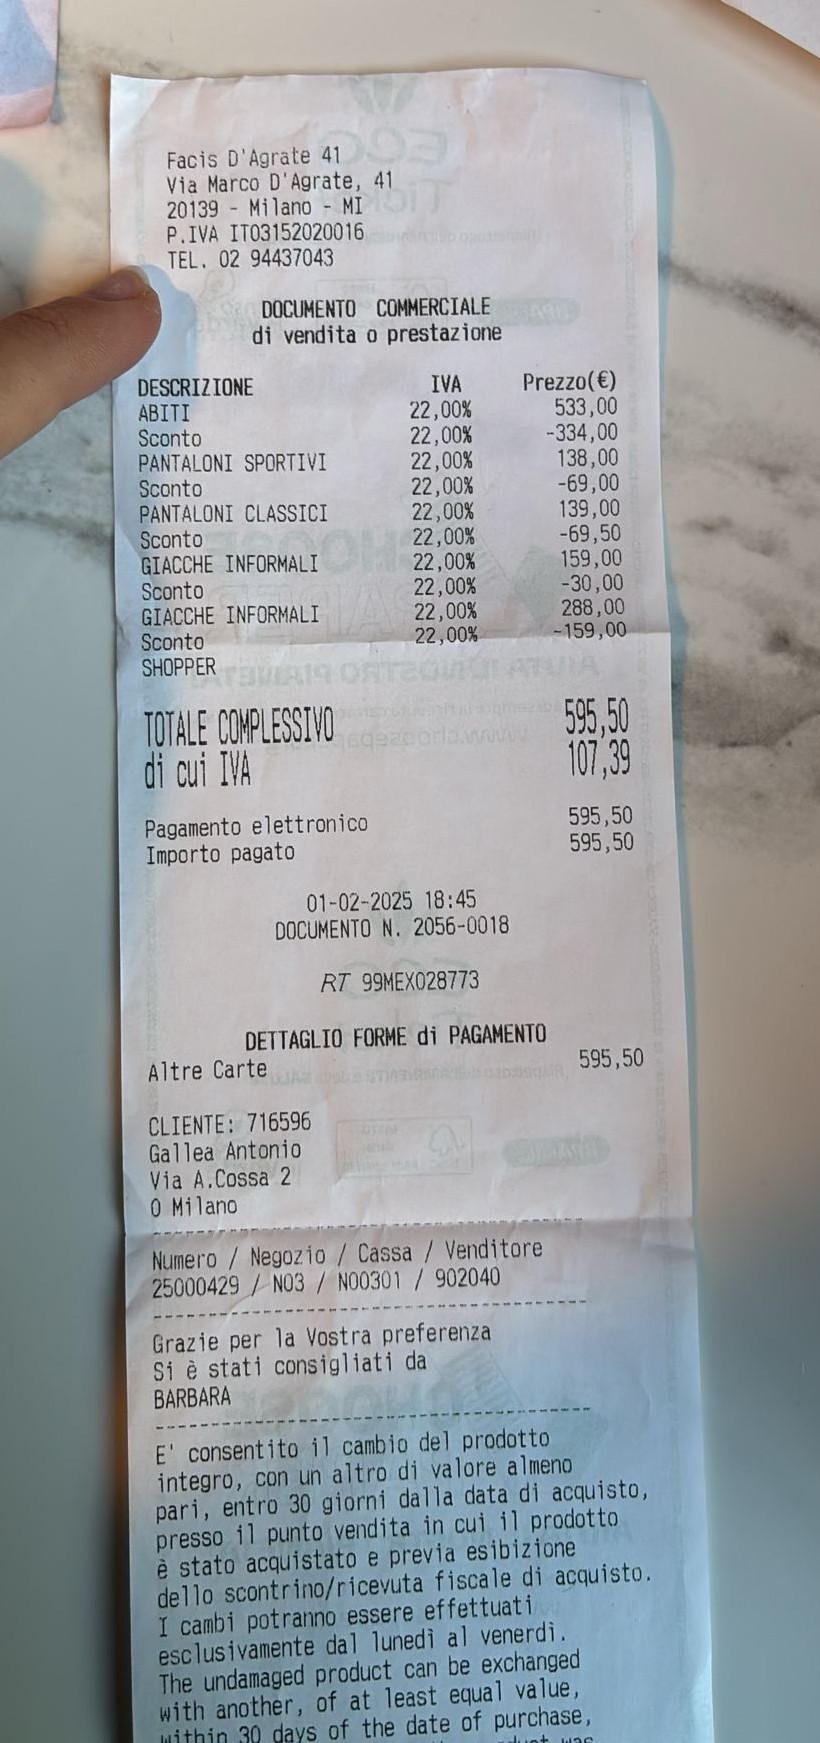 Facis D'Agrate 41
Via Marco D'Agrate, 41
20139 - Milano - MI
P.IVA IT03152020016
TEL. 02 94437043
DOCUMENTO COMMERCIALE
di vendita o prestazione
DESCRIZIONE IVA Prezzo(€)
ABITI 22,00% 533,00
Sconto 22,00% -334,00
PANTALONI SPORTIVI 22,00% 138,00
Sconto 22,00% -69,00
PANTALONI CLASSICI 22,00% 139,00
Sconto 22,00% -69,50
GIACCHE INFORMALI 22,00% 159,00
Sconto 22,00% -30,00
GIACCHE INFORMALI 22,00% 288,00
Sconto 22,00% -159,00
SHOPPER
TOTALE COMPLESSIVO 595,50
di cui IVA 107,39
Pagamento elettronico 595,50
Importo pagato 595,50
01-02-2025 18:45
DOCUMENTO N. 2056-0018
RT 99MEX028773
DETTAGLIO FORME di PAGAMENTO
Altre Carte 595,50
CLIENTE: 716596
Gallea Antonio
Via A.Cossa 2
0 Milano
Numero / Negozio / Cassa / Venditore
25000429 / N03 / N00301 / 902040
Grazie per la Vostra preferenza
Si è stati consigliati da
BARBARA
E' consentito il cambio del prodotto
integro, con un altro di valore almeno
pari, entro 30 giorni dalla data di acquisto,
presso il punto vendita in cui il prodotto
è stato acquistato e previa esibizione
dello scontrino/ricevuta fiscale di acquisto.
I cambi potranno essere effettuati
esclusivamente dal lunedì al venerdì.
The undamaged product can be exchanged
with another, of at least equal value,
within 30 days of the date of purchase,